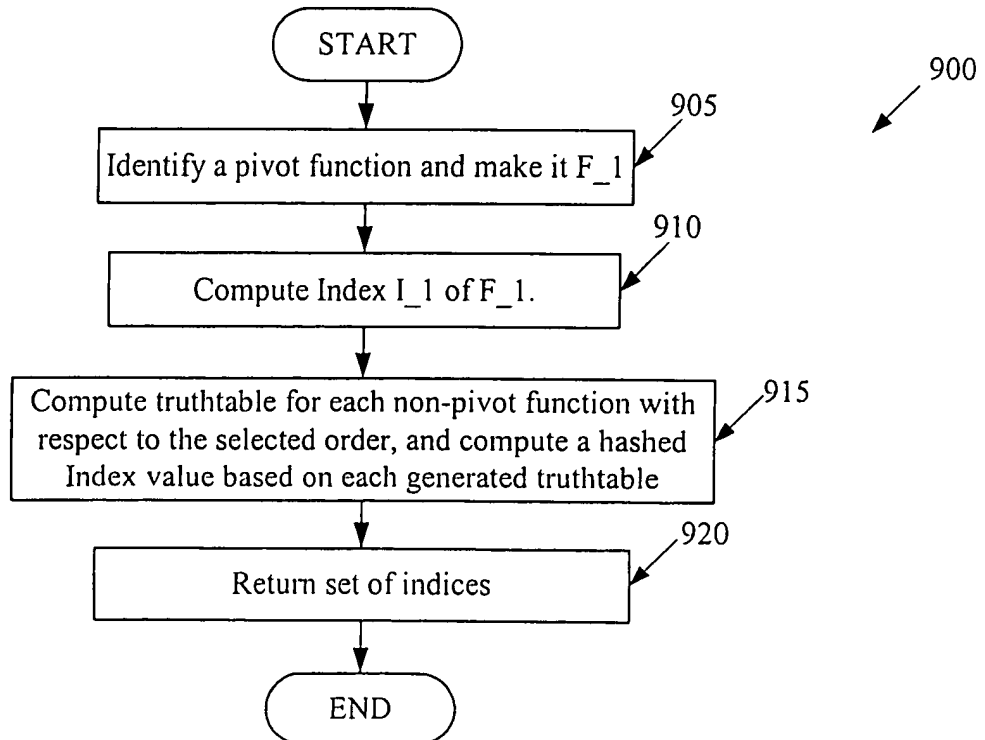 START
900
905
Identify a pivot function and make it F_1
910
Compute Index I_1 of F_1.
915
Compute truthtable for each non-pivot function with
respect to the selected order, and compute a hashed
Index value based on each generated truthtable
920
Return set of indices
END